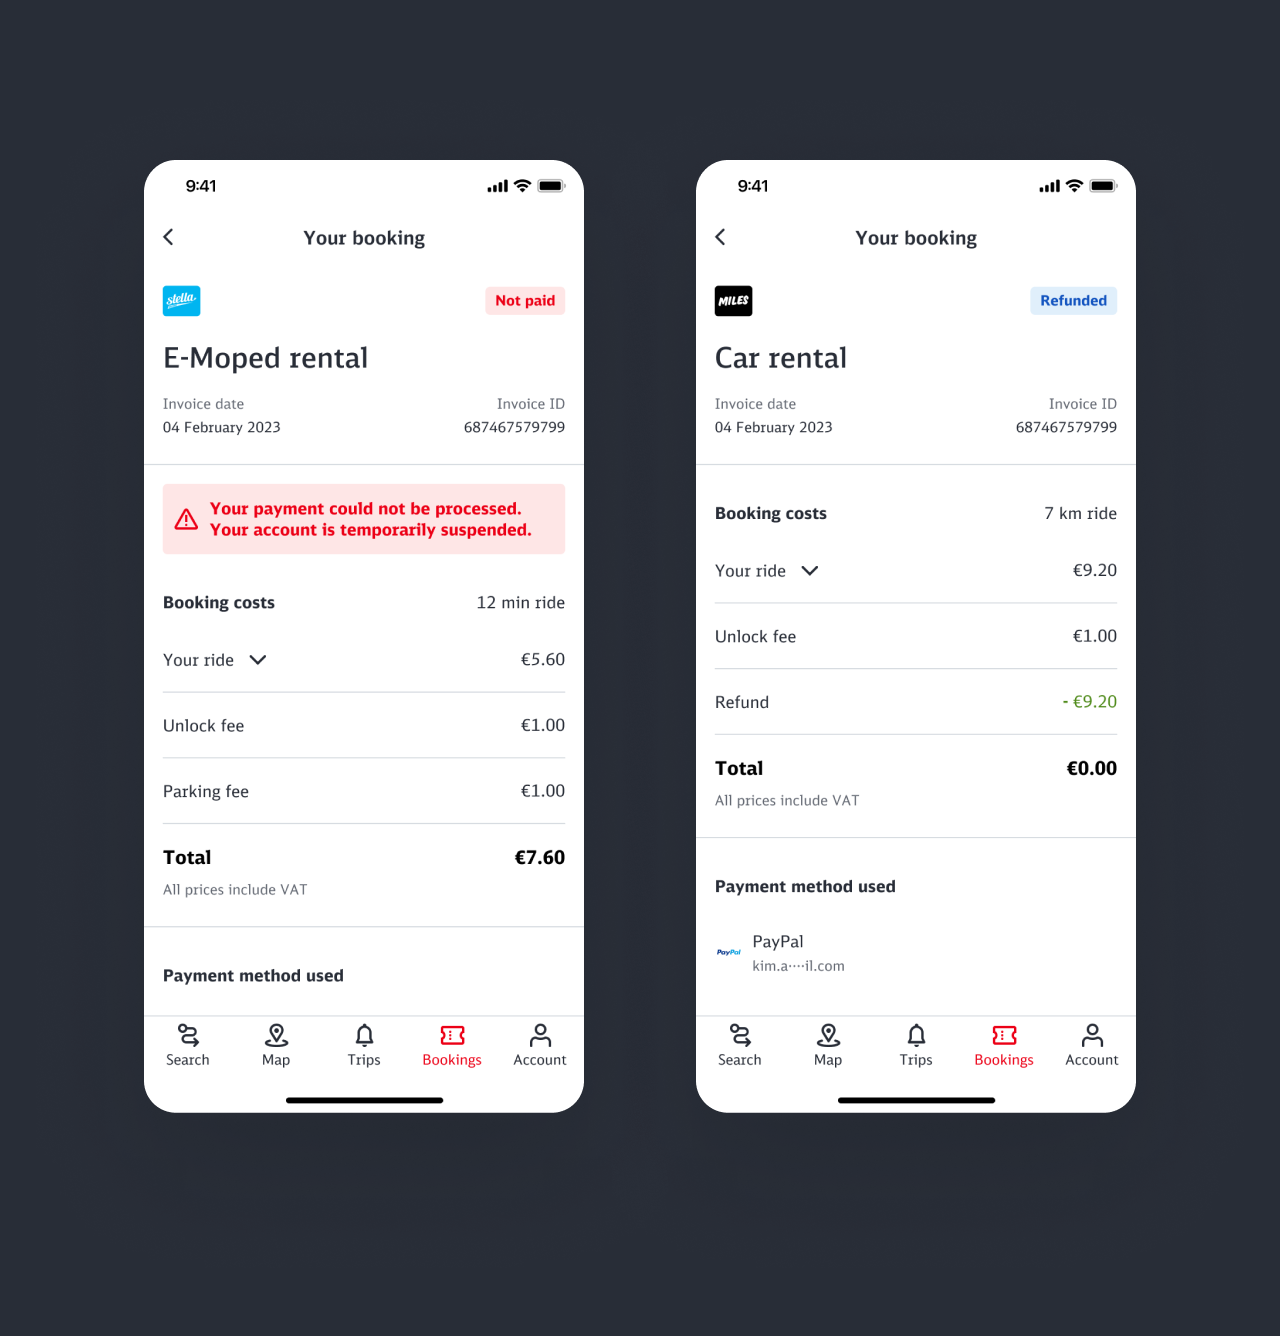 9:41
Your booking
stella
Not paid
E-Moped rental
Invoice date
Invoice ID
04 February 2023
687467579799
Your payment could not be processed.
Your account is temporarily suspended.
Booking costs
12 min ride
Your ride
€5.60
Unlock fee
€1.00
Parking fee
€1.00
Total
€7.60
All prices include VAT
Payment method used
Search
Map
Trips
Bookings
Account
9:41
Your booking
MILES
Refunded
Car rental
Invoice date
Invoice ID
04 February 2023
687467579799
Booking costs
7 km ride
Your ride
€9.20
Unlock fee
€1.00
Refund
- €9.20
Total
€0.00
All prices include VAT
Payment method used
PayPal
PayPal
kim.a····il.com
Search
Map
Trips
Bookings
Account